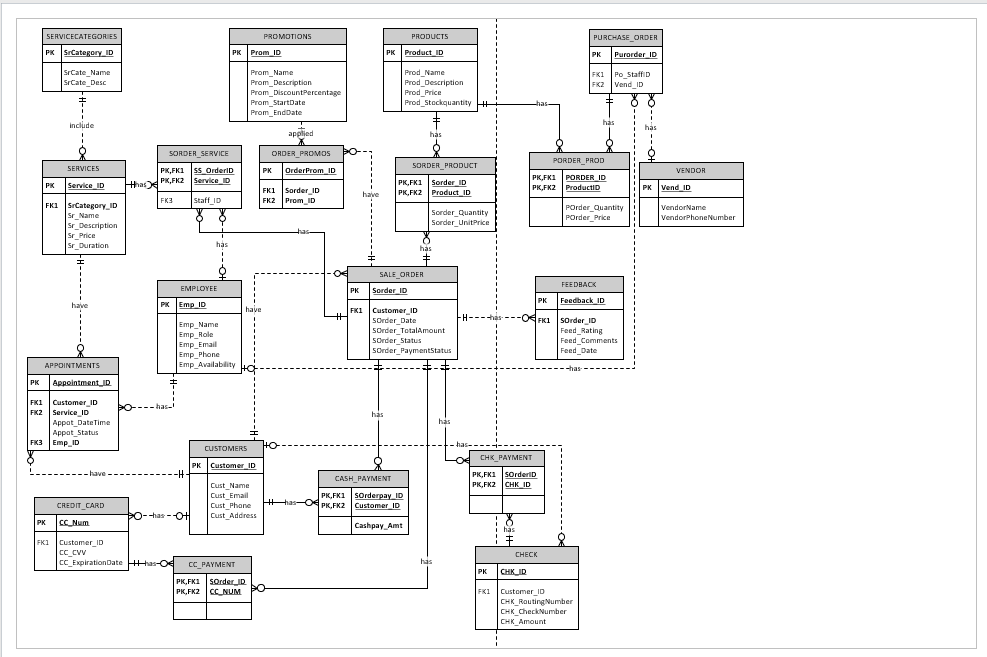 SERVICECATEGORIES
PK SrCategory_ID
SrCate_Name
SrCate_Desc
PROMOTIONS
PK Prom_ID
Prom_Name
Prom_Description
Prom_DiscountPercentage
Prom_StartDate
Prom_EndDate
PRODUCTS
PK Product_ID
Prod_Name
Prod_Description
Prod_Price
Prod_Stockquantity
PURCHASE_ORDER
PK Purorder_ID
FK1 Po_StaffID
FK2 Vend_ID
include
applied
has
has
has
has
SERVICES
PK Service_ID
FK1 SrCategory_ID
Sr_Name
Sr_Description
Sr_Price
Sr_Duration
has
SORDER_SERVICE
PK,FK1 SS_OrderID
PK,FK2 Service_ID
FK3 Staff_ID
ORDER_PROMOS
PK OrderProm_ID
FK1 Sorder_ID
FK2 Prom_ID
have
SORDER_PRODUCT
PK,FK1 Sorder_ID
PK,FK2 Product_ID
Sorder_Quantity
Sorder_UnitPrice
PORDER_PROD
PK,FK1 PORDER_ID
PK,FK2 ProductID
POrder_Quantity
POrder_Price
VENDOR
PK Vend_ID
VendorName
VendorPhoneNumber
has
has
has
have
EMPLOYEE
PK Emp_ID
Emp_Name
Emp_Role
Emp_Email
Emp_Phone
Emp_Availability
have
SALE_ORDER
PK Sorder_ID
FK1 Customer_ID
SOrder_Date
SOrder_TotalAmount
SOrder_Status
SOrder_PaymentStatus
has
FEEDBACK
PK Feedback_ID
FK1 SOrder_ID
Feed_Rating
Feed_Comments
Feed_Date
has
APPOINTMENTS
PK Appointment_ID
FK1 Customer_ID
FK2 Service_ID
Appot_DateTime
Appot_Status
FK3 Emp_ID
has
has
has
has
have
CUSTOMERS
PK Customer_ID
Cust_Name
Cust_Email
Cust_Phone
Cust_Address
has
CASH_PAYMENT
PK,FK1 SOrderpay_ID
PK,FK2 Customer_ID
Cashpay_Amt
CHK_PAYMENT
PK,FK1 SOrderID
PK,FK2 CHK_ID
has
CREDIT_CARD
PK CC_Num
FK1 Customer_ID
CC_CVV
CC_ExpirationDate
has
has
CC_PAYMENT
PK,FK1 SOrder_ID
PK,FK2 CC_NUM
has
CHECK
PK CHK_ID
FK1 Customer_ID
CHK_RoutingNumber
CHK_CheckNumber
CHK_Amount